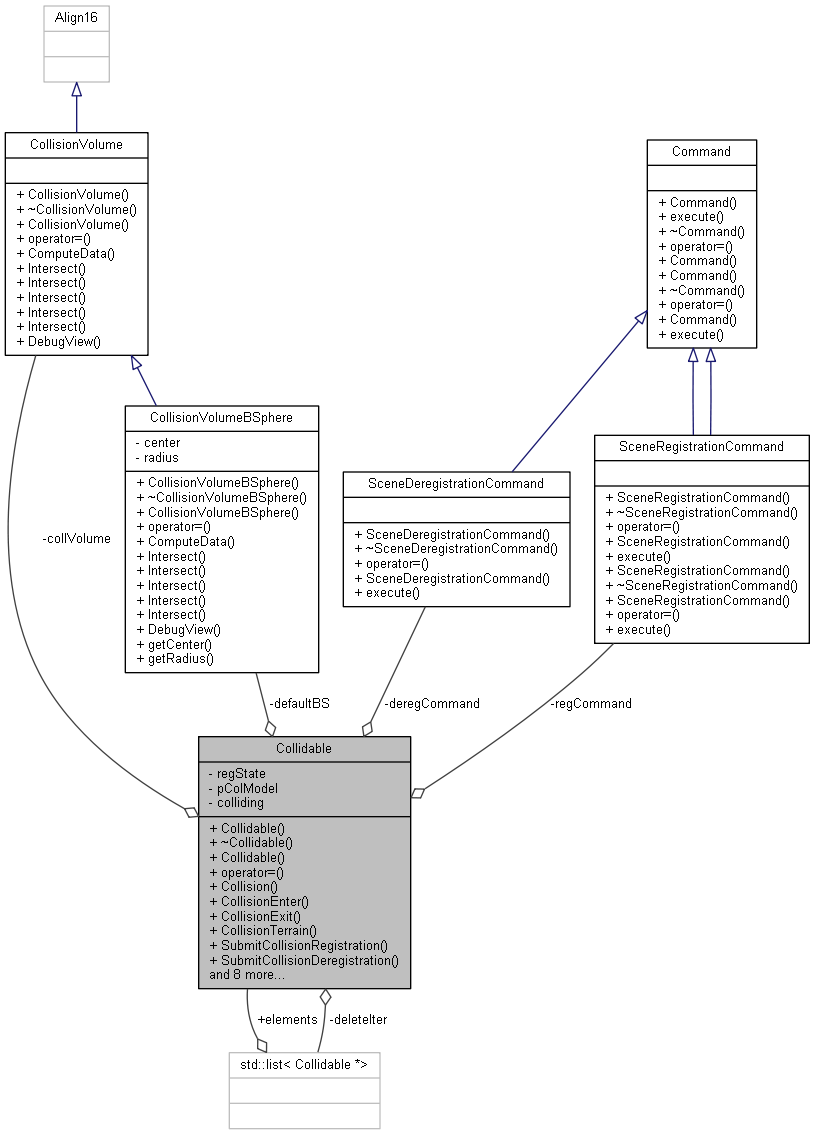 Align16
CollisionVolume
+ CollisionVolume()
+ ~CollisionVolume()
+ CollisionVolume()
+ operator=()
+ ComputeData()
+ Intersect()
+ Intersect()
+ Intersect()
+ Intersect()
+ Intersect()
+ DebugView()
Command
+ Command()
+ execute()
+ ~Command()
+ operator=()
+ Command()
+ Command()
+ ~Command()
+ operator=()
+ Command()
+ execute()
CollisionVolumeBSphere
- center
- radius
+ CollisionVolumeBSphere()
+ ~CollisionVolumeBSphere()
+ CollisionVolumeBSphere()
+ operator=()
+ ComputeData()
+ Intersect()
+ Intersect()
+ Intersect()
+ Intersect()
+ Intersect()
+ DebugView()
+ getCenter()
+ getRadius()
SceneDeregistrationCommand
+ SceneDeregistrationCommand()
+ ~SceneDeregistrationCommand()
+ operator=()
+ SceneDeregistrationCommand()
+ execute()
SceneRegistrationCommand
+ SceneRegistrationCommand()
+ ~SceneRegistrationCommand()
+ operator=()
+ SceneRegistrationCommand()
+ execute()
+ SceneRegistrationCommand()
+ ~SceneRegistrationCommand()
+ SceneRegistrationCommand()
+ operator=()
+ execute()
-collVolume
-defaultBS
-deregCommand
-regCommand
Collidable
- regState
- pColModel
- colliding
+ Collidable()
+ ~Collidable()
+ Collidable()
+ operator=()
+ Collision()
+ CollisionEnter()
+ CollisionExit()
+ CollisionTerrain()
+ SubmitCollisionRegistration()
+ SubmitCollisionDeregistration()
and 8 more...
+elements
-deleteIter
std::list< Collidable *>